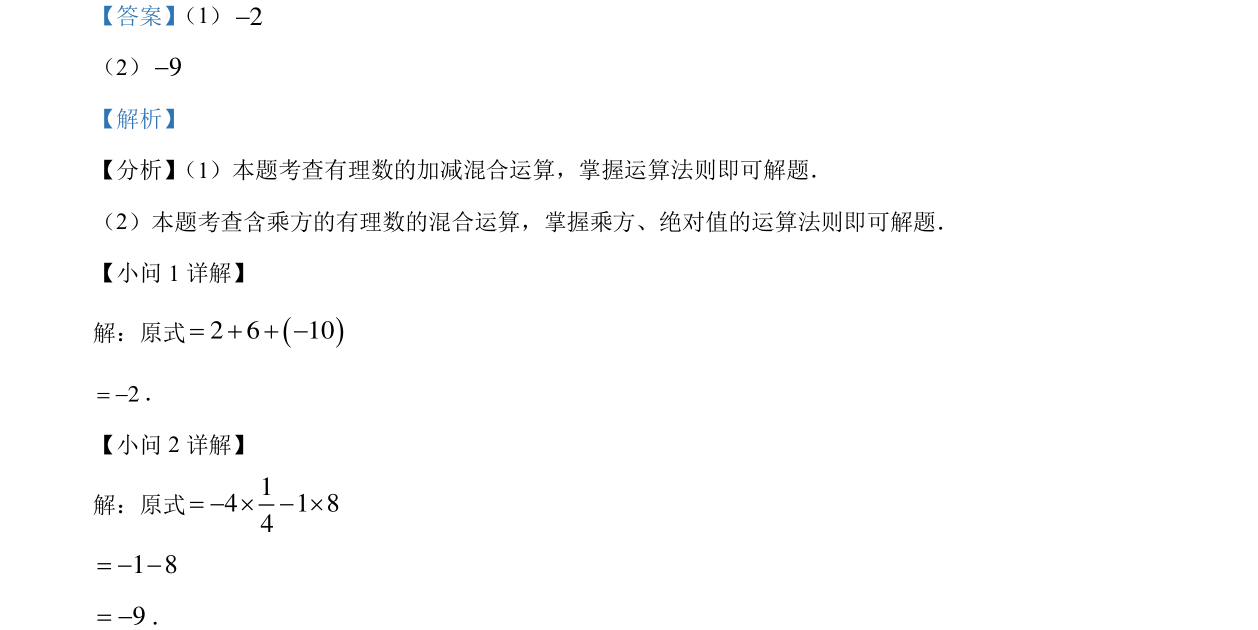 【答案】（1）−2
（2）−9
【解析】
【分析】（1）本题考查有理数的加减混合运算，掌握运算法则即可解题．
（2）本题考查含乘方的有理数的混合运算，掌握乘方、绝对值的运算法则即可解题．
【小问 1 详解】
解：原式 = 2 + 6 + (−10)
= −2．
【小问 2 详解】
解：原式 = −4 × 1/4 − 1 × 8
= −1 − 8
= −9．